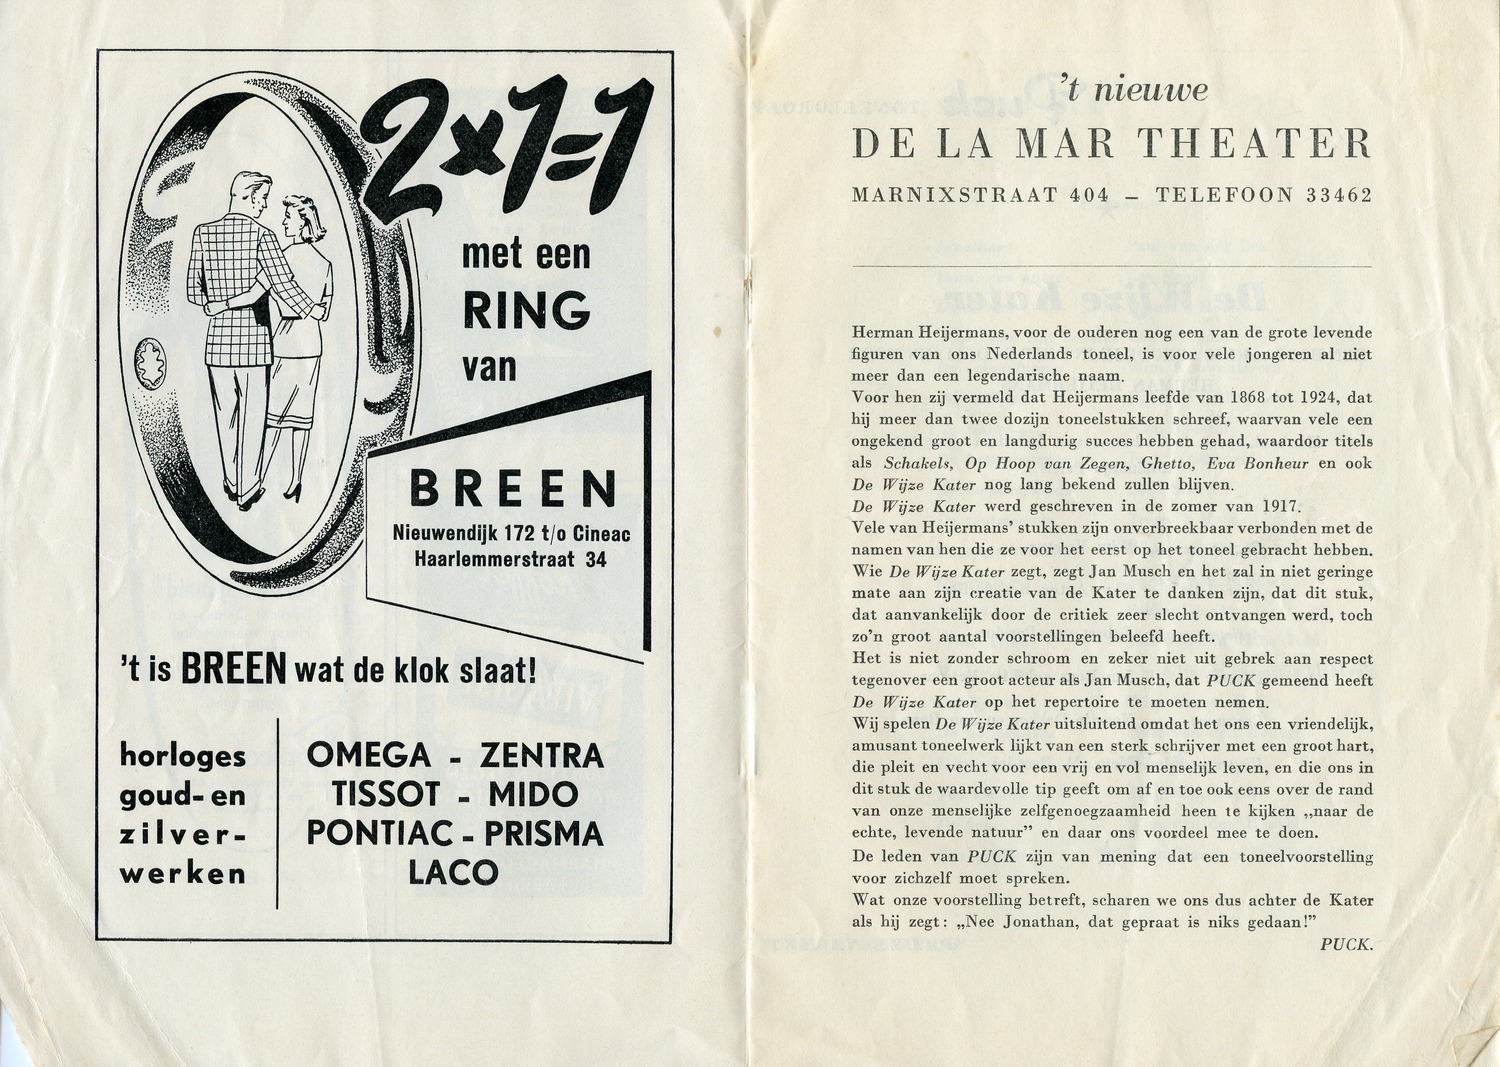 2x1=1
met een
RING
van
BREEN
Nieuwendijk 172 t/o Cineac
Haarlemmerstraat 34
't is BREEN wat de klok slaat!
horloges
goud- en
zilver-
werken
OMEGA - ZENTRA
TISSOT - MIDO
PONTIAC - PRISMA
LACO
't nieuwe
DE LA MAR THEATER
MARNIXSTRAAT 404 – TELEFOON 33462
Herman Heijermans, voor de ouderen nog een van de grote levende
figuren van ons Nederlands toneel, is voor vele jongeren al niet
meer dan een legendarische naam.
Voor hen zij vermeld dat Heijermans leefde van 1868 tot 1924, dat
hij meer dan twee dozijn toneelstukken schreef, waarvan vele een
ongekend groot en langdurig succes hebben gehad, waardoor titels
als Schakels, Op Hoop van Zegen, Ghetto, Eva Bonheur en ook
De Wijze Kater nog lang bekend zullen blijven.
De Wijze Kater werd geschreven in de zomer van 1917.
Vele van Heijermans' stukken zijn onverbreekbaar verbonden met de
namen van hen die ze voor het eerst op het toneel gebracht hebben.
Wie De Wijze Kater zegt, zegt Jan Musch en het zal in niet geringe
mate aan zijn creatie van de Kater te danken zijn, dat dit stuk,
dat aanvankelijk door de critiek zeer slecht ontvangen werd, toch
zo'n groot aantal voorstellingen beleefd heeft.
Het is niet zonder schroom en zeker niet uit gebrek aan respect
tegenover een groot acteur als Jan Musch, dat PUCK gemeend heeft
De Wijze Kater op het repertoire te moeten nemen.
Wij spelen De Wijze Kater uitsluitend omdat het ons een vriendelijk,
amusant toneelwerk lijkt van een sterk schrijver met een groot hart,
die pleit en vecht voor een vrij en vol menselijk leven, en die ons in
dit stuk de waardevolle tip geeft om af en toe ook eens over de rand
van onze menselijke zelfgenoegzaamheid heen te kijken „naar de
echte, levende natuur” en daar ons voordeel mee te doen.
De leden van PUCK zijn van mening dat een toneelvoorstelling
voor zichzelf moet spreken.
Wat onze voorstelling betreft, scharen we ons dus achter de Kater
als hij zegt: „Nee Jonathan, dat gepraat is niks gedaan!”
PUCK.